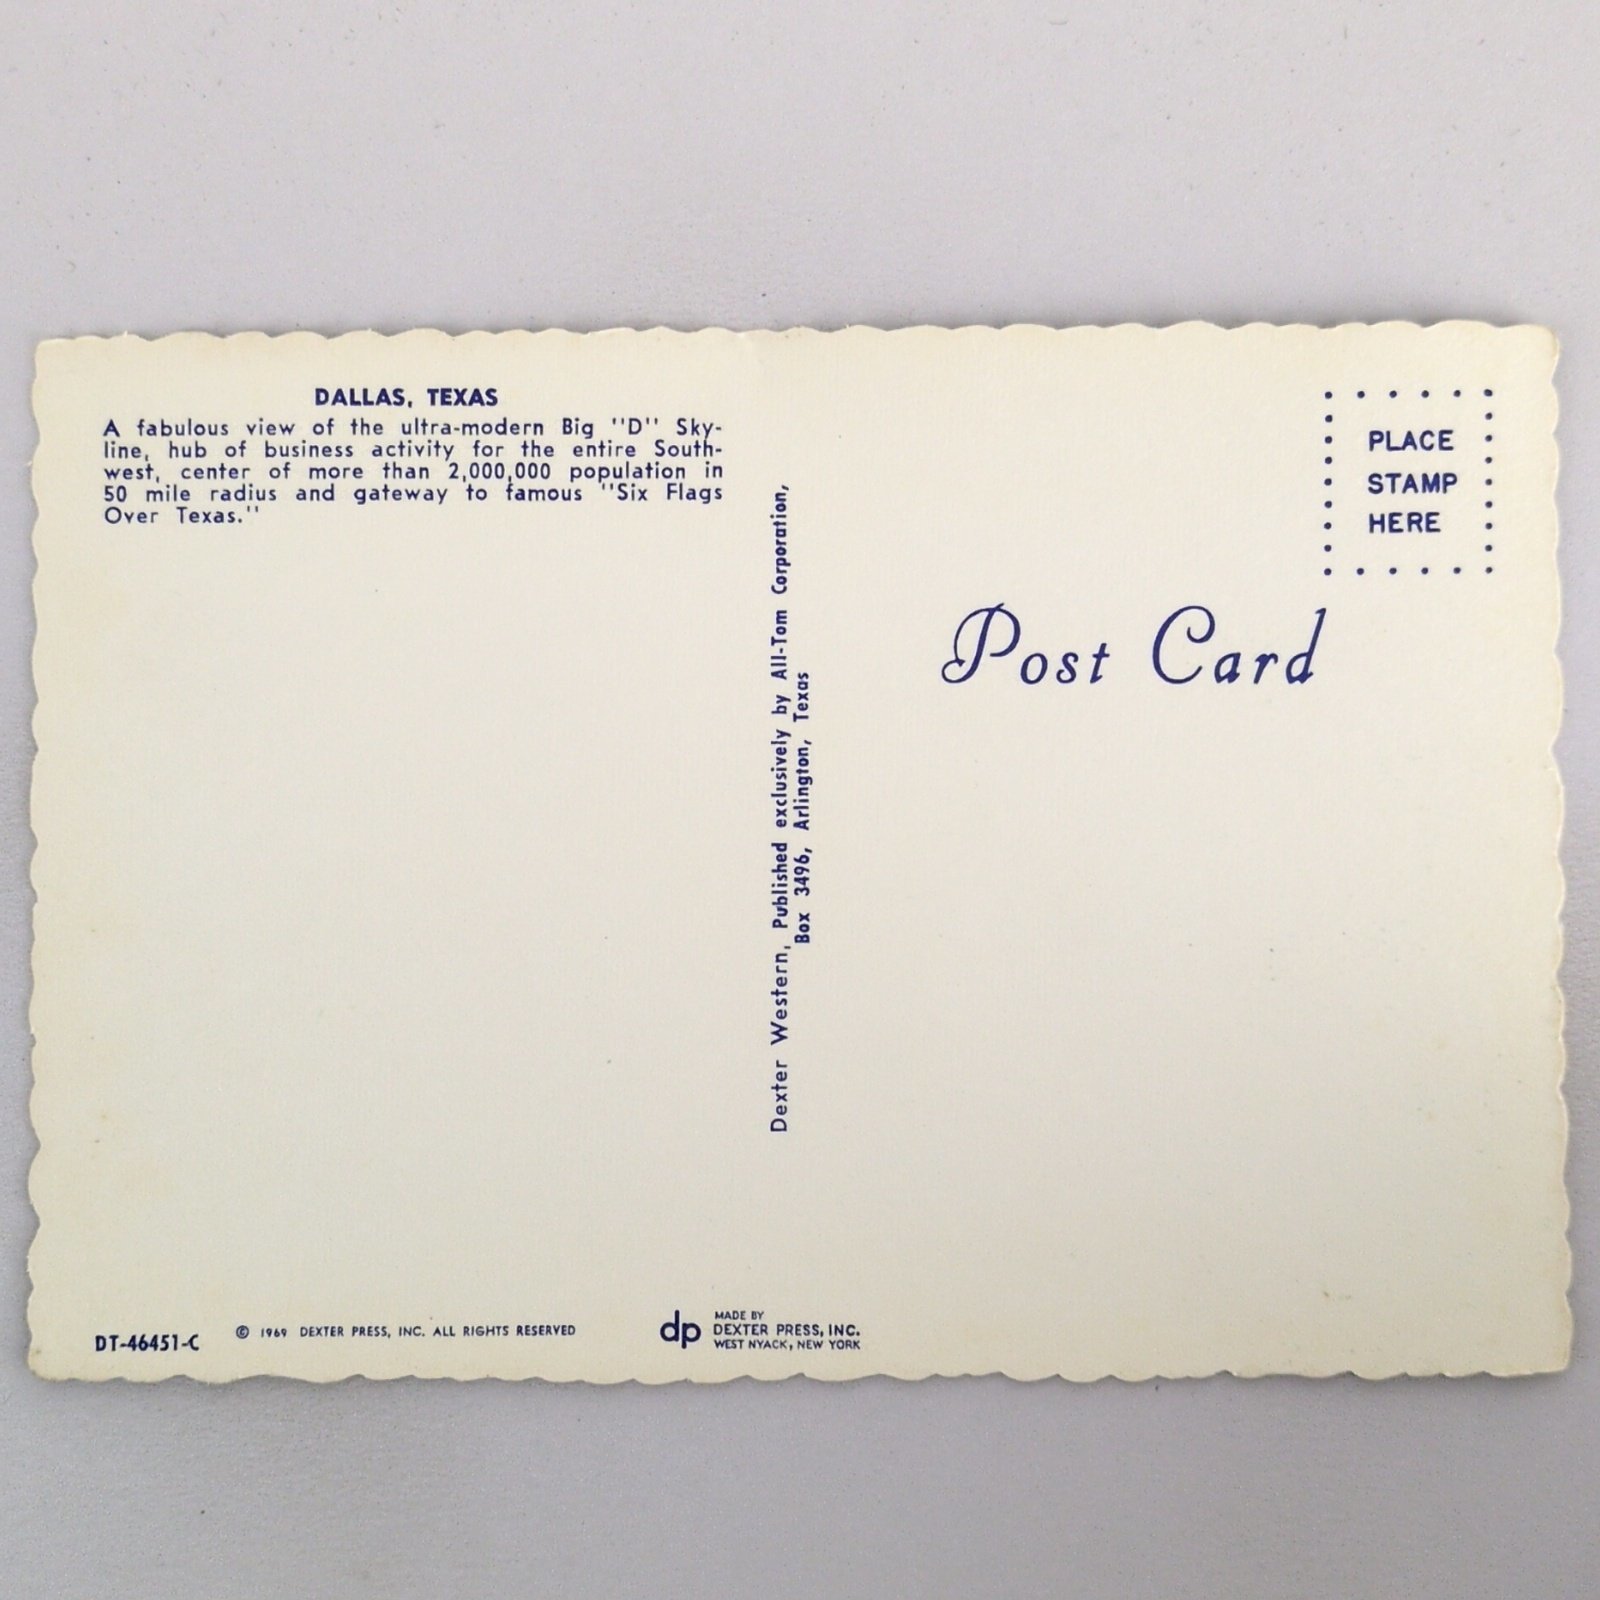 DALLAS, TEXAS
A fabulous view of the ultra-modern Big "D" Sky-
line, hub of business activity for the entire South-
west, center of more than 2,000,000 population in
50 mile radius and gateway to famous "Six Flags
Over Texas."
Dexter Western, Published exclusively by All-Tom Corporation,
Box 3496, Arlington, Texas
PLACE
STAMP
HERE
Post Card
DT-46451-C
© 1969 DEXTER PRESS, INC. ALL RIGHTS RESERVED
dp
MADE BY
DEXTER PRESS, INC.
WEST NYACK, NEW YORK